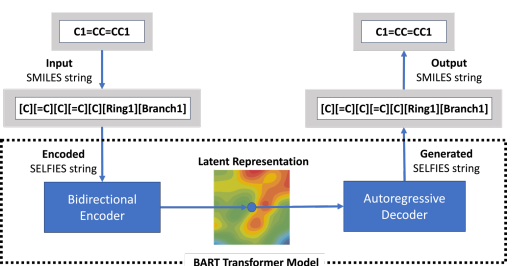 C1=CC=CC1
C1=CC=CC1
Input
SMILES string
Output
SMILES string
[C][=C][C][=C][C][Ring1][Branch1]
[C][=C][C][=C][C][Ring1][Branch1]
Encoded
SELFIES string
Latent Representation
Generated
SELFIES string
Bidirectional
Encoder
Autoregressive
Decoder
BART Transformer Model